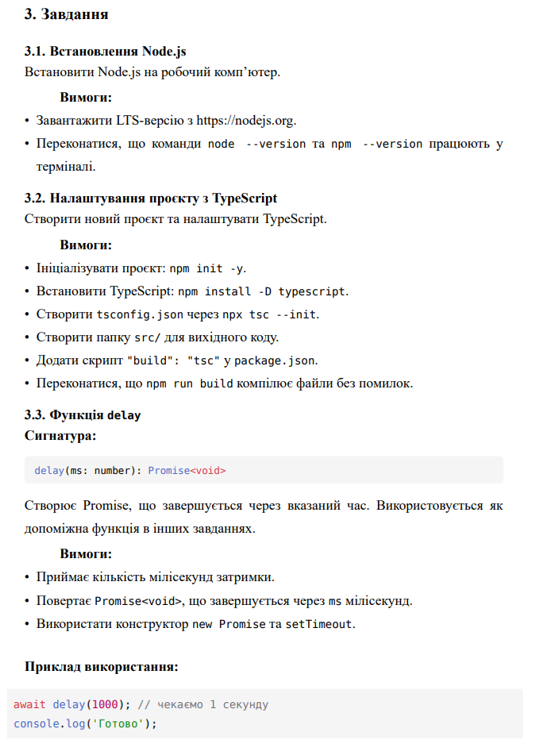 3. Завдання
3.1. Встановлення Node.js
Встановити Node.js на робочий комп’ютер.
Вимоги:
• Завантажити LTS-версію з https://nodejs.org.
• Переконатися, що команди node --version та npm --version працюють у
терміналі.
3.2. Налаштування проєкту з TypeScript
Створити новий проєкт та налаштувати TypeScript.
Вимоги:
• Ініціалізувати проєкт: npm init -y.
• Встановити TypeScript: npm install -D typescript.
• Створити tsconfig.json через npx tsc --init.
• Створити папку src/ для вихідного коду.
• Додати скрипт "build": "tsc" у package.json.
• Переконатися, що npm run build компілює файли без помилок.
3.3. Функція delay
Сигнатура:
delay(ms: number): Promise<void>
Створює Promise, що завершується через вказаний час. Використовується як
допоміжна функція в інших завданнях.
Вимоги:
• Приймає кількість мілісекунд затримки.
• Повертає Promise<void>, що завершується через ms мілісекунд.
• Використати конструктор new Promise та setTimeout.
Приклад використання:
await delay(1000); // чекаємо 1 секунду
console.log('Готово');